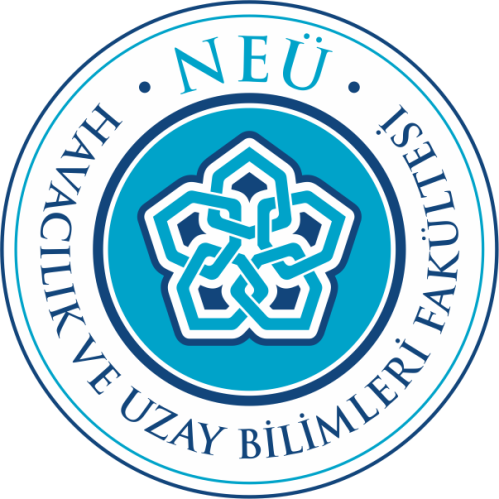 • NEÜ •
HAVACILIK VE UZAY BİLİMLERİ FAKÜLTESİ